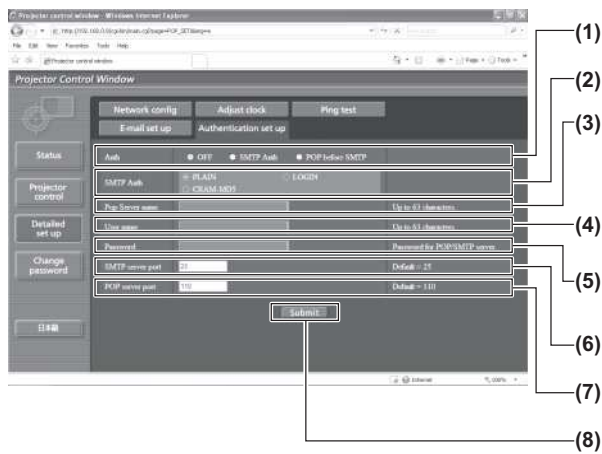 Projector control window - Windows Internet Explorer
(1)
File Edit View Favorites Tools Help
Projector control window
Page Tools
Projector Control Window
(2)
Network config Adjust clock Ping test
(3)
E-mail set up Authentication set up
Status
Auth OFF SMTP Auth POP before SMTP
SMTP Auth PLAIN LOGIN
CRAM-MD5
Projector control
Pop Server name Up to 63 characters
(4)
User name Up to 63 characters
Detailed set up
Password Password for POP/SMTP server
(5)
Change password
SMTP server port 25 Default = 25
(6)
POP server port 110 Default = 110
Submit
日本語
(7)
Internet 100%
(8)